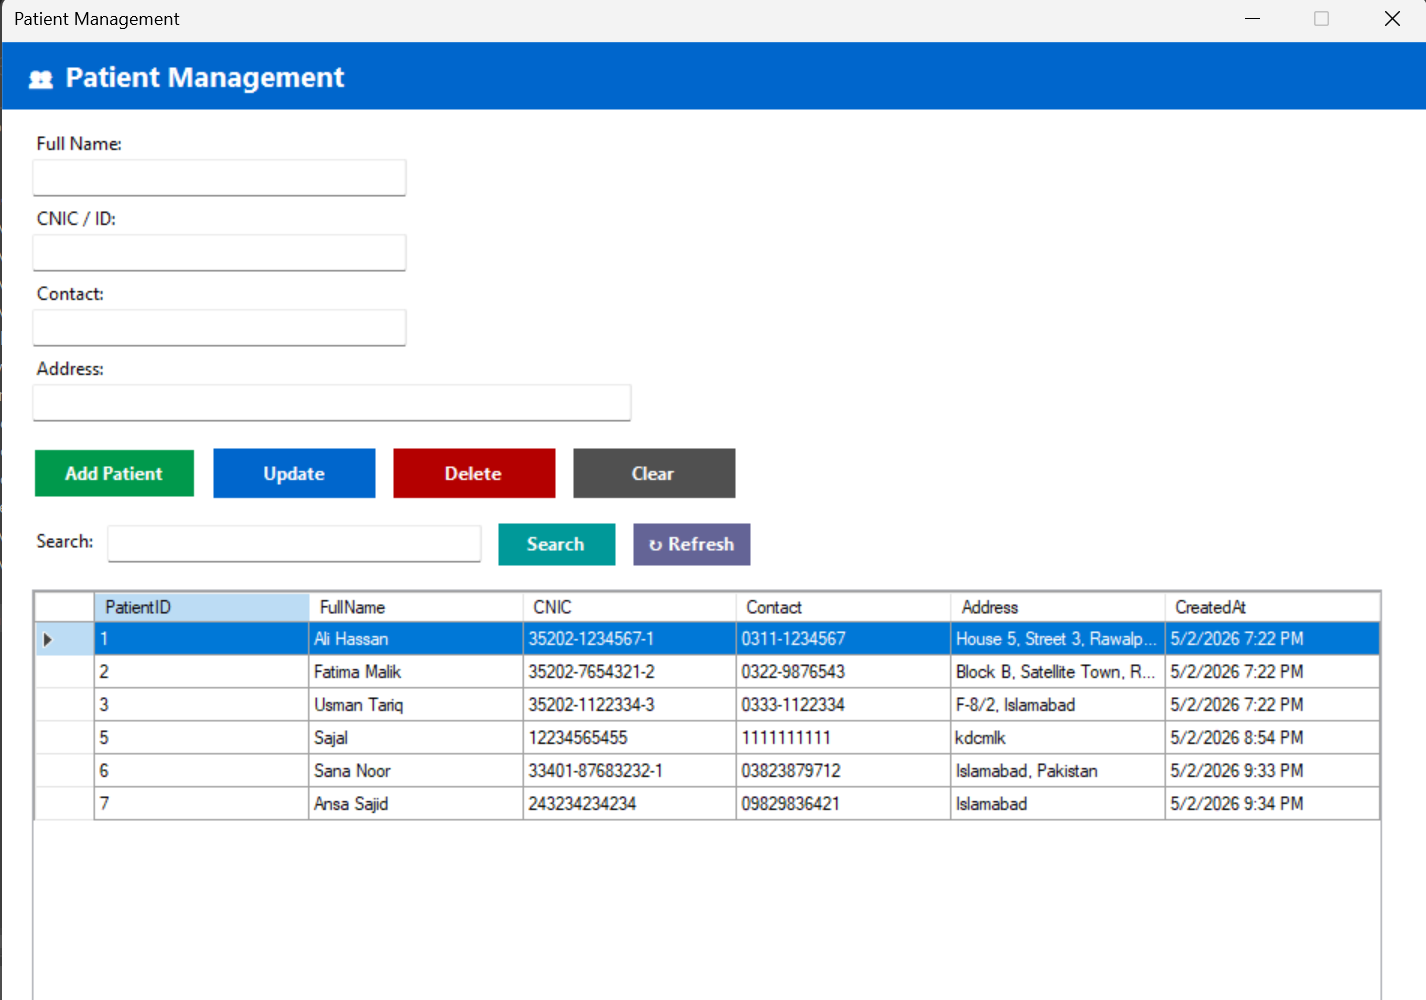 Patient Management
Patient Management
Full Name:
CNIC / ID:
Contact:
Address:
Add Patient Update Delete Clear
Search: Search ↻ Refresh
PatientID FullName CNIC Contact Address CreatedAt
1 Ali Hassan 35202-1234567-1 0311-1234567 House 5, Street 3, Rawalp... 5/2/2026 7:22 PM
2 Fatima Malik 35202-7654321-2 0322-9876543 Block B, Satellite Town, R... 5/2/2026 7:22 PM
3 Usman Tariq 35202-1122334-3 0333-1122334 F-8/2, Islamabad 5/2/2026 7:22 PM
5 Sajal 12234565455 1111111111 kdcmlk 5/2/2026 8:54 PM
6 Sana Noor 33401-87683232-1 03823879712 Islamabad, Pakistan 5/2/2026 9:33 PM
7 Ansa Sajid 243234234234 09829836421 Islamabad 5/2/2026 9:34 PM